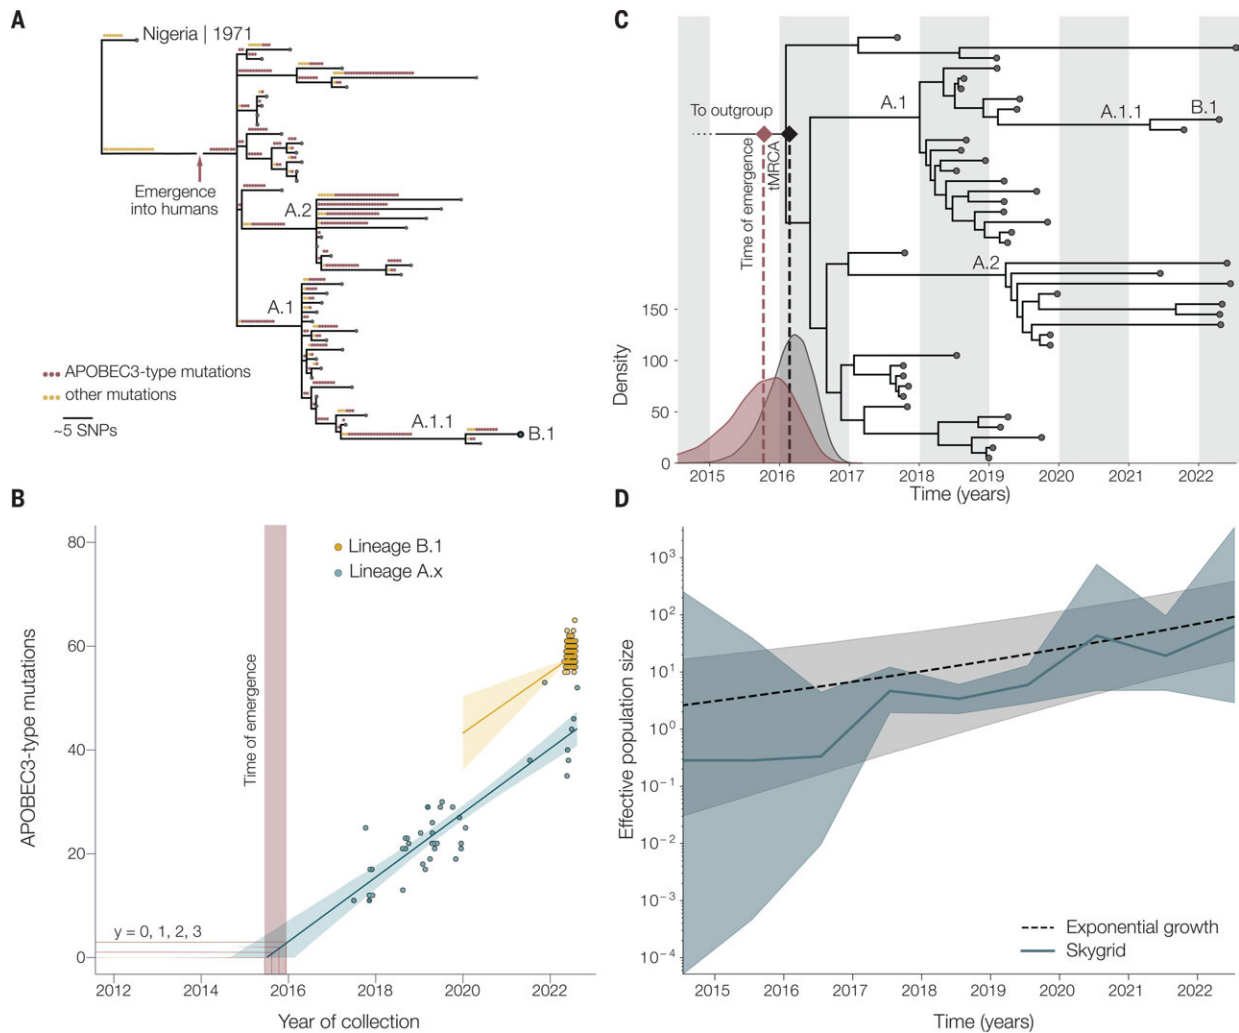 A
Nigeria | 1971
Emergence
into humans
A.2
A.1
APOBEC3-type mutations
other mutations
~5 SNPs
A.1.1
B.1
C
To outgroup
Time of emergence
tMRCA
A.1
A.1.1
B.1
A.2
Density
150
100
50
0
2015 2016 2017 2018 2019 2020 2021 2022
Time (years)
B
APOBEC3-type mutations
80
60
40
20
0
Time of emergence
Lineage B.1
Lineage A.x
y = 0, 1, 2, 3
2012 2014 2016 2018 2020 2022
Year of collection
D
Effective population size
10³
10²
10¹
10⁰
10⁻¹
10⁻²
10⁻³
10⁻⁴
Exponential growth
Skygrid
2015 2016 2017 2018 2019 2020 2021 2022
Time (years)